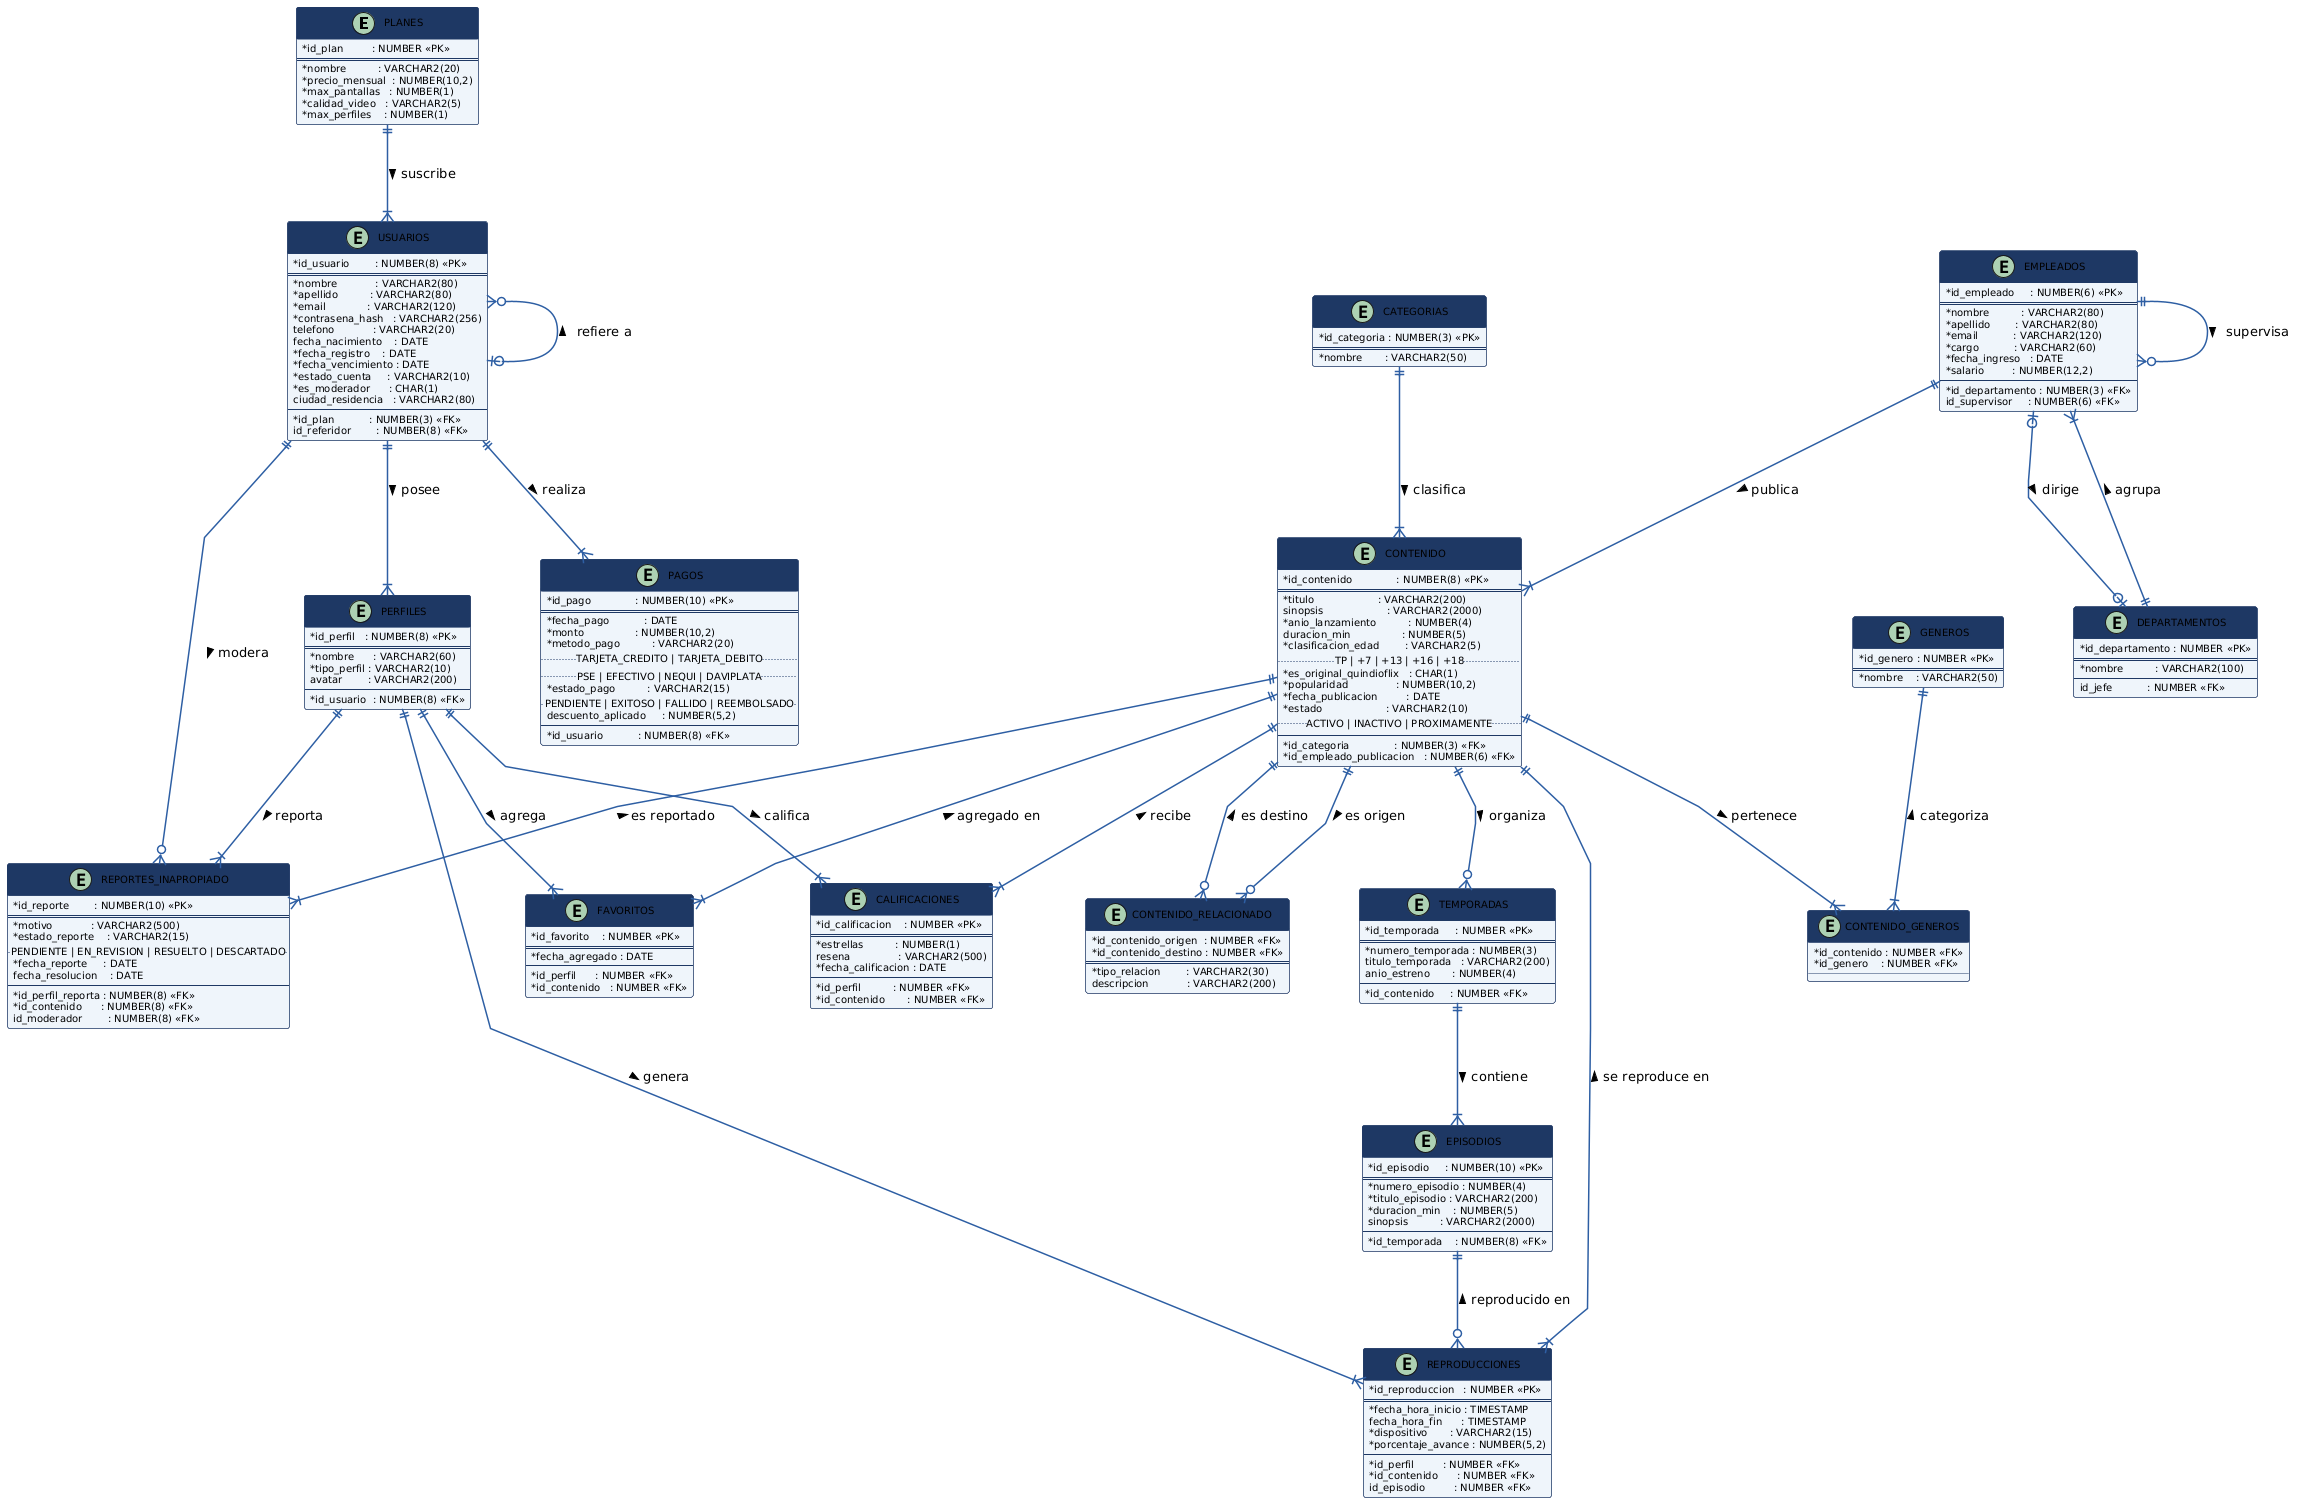 E PLANES
*id_plan : NUMBER «PK»
*nombre : VARCHAR2(20)
*precio_mensual : NUMBER(10,2)
*max_pantallas : NUMBER(1)
*calidad_video : VARCHAR2(5)
*max_perfiles : NUMBER(1)
suscribe
E USUARIOS
*id_usuario : NUMBER(8) «PK»
*nombre : VARCHAR2(80)
*apellido : VARCHAR2(80)
*email : VARCHAR2(120)
*contrasena_hash : VARCHAR2(256)
telefono : VARCHAR2(20)
fecha_nacimiento : DATE
*fecha_registro : DATE
*fecha_vencimiento : DATE
*estado_cuenta : VARCHAR2(10)
*es_moderador : CHAR(1)
ciudad_residencia : VARCHAR2(80)
*id_plan : NUMBER(3) «FK»
id_referidor : NUMBER(8) «FK»
refiere a
E CATEGORIAS
*id_categoria : NUMBER(3) «PK»
*nombre : VARCHAR2(50)
E EMPLEADOS
*id_empleado : NUMBER(6) «PK»
*nombre : VARCHAR2(80)
*apellido : VARCHAR2(80)
*email : VARCHAR2(120)
*cargo : VARCHAR2(60)
*fecha_ingreso : DATE
*salario : NUMBER(12,2)
*id_departamento : NUMBER(3) «FK»
id_supervisor : NUMBER(6) «FK»
supervisa
posee
realiza
clasifica
publica
dirige
agrupa
modera
E PERFILES
*id_perfil : NUMBER(8) «PK»
*nombre : VARCHAR2(60)
*tipo_perfil : VARCHAR2(10)
avatar : VARCHAR2(200)
*id_usuario : NUMBER(8) «FK»
E PAGOS
*id_pago : NUMBER(10) «PK»
*fecha_pago : DATE
*monto : NUMBER(10,2)
*metodo_pago : VARCHAR2(20)
TARJETA_CREDITO | TARJETA_DEBITO
PSE | EFECTIVO | NEQUI | DAVIPLATA
*estado_pago : VARCHAR2(15)
PENDIENTE | EXITOSO | FALLIDO | REEMBOLSADO
descuento_aplicado : NUMBER(5,2)
*id_usuario : NUMBER(8) «FK»
E CONTENIDO
*id_contenido : NUMBER(8) «PK»
*titulo : VARCHAR2(200)
sinopsis : VARCHAR2(2000)
*anio_lanzamiento : NUMBER(4)
duracion_min : NUMBER(5)
*clasificacion_edad : VARCHAR2(5)
TP | +7 | +13 | +16 | +18
*es_original_quindioflix : CHAR(1)
*popularidad : NUMBER(10,2)
*fecha_publicacion : DATE
*estado : VARCHAR2(10)
ACTIVO | INACTIVO | PROXIMAMENTE
*id_categoria : NUMBER(3) «FK»
*id_empleado_publicacion : NUMBER(6) «FK»
E GENEROS
*id_genero : NUMBER «PK»
*nombre : VARCHAR2(50)
E DEPARTAMENTOS
*id_departamento : NUMBER «PK»
*nombre : VARCHAR2(100)
id_jefe : NUMBER «FK»
reporta
agrega
es reportado
califica
agregado en
recibe
es destino
es origen
organiza
pertenece
categoriza
E REPORTES_INAPROPIADO
*id_reporte : NUMBER(10) «PK»
*motivo : VARCHAR2(500)
*estado_reporte : VARCHAR2(15)
PENDIENTE | EN_REVISION | RESUELTO | DESCARTADO
*fecha_reporte : DATE
fecha_resolucion : DATE
*id_perfil_reporta : NUMBER(8) «FK»
*id_contenido : NUMBER(8) «FK»
id_moderador : NUMBER(8) «FK»
E FAVORITOS
*id_favorito : NUMBER «PK»
*fecha_agregado : DATE
*id_perfil : NUMBER «FK»
*id_contenido : NUMBER «FK»
E CALIFICACIONES
*id_calificacion : NUMBER «PK»
*estrellas : NUMBER(1)
resena : VARCHAR2(500)
*fecha_calificacion : DATE
*id_perfil : NUMBER «FK»
*id_contenido : NUMBER «FK»
E CONTENIDO_RELACIONADO
*id_contenido_origen : NUMBER «FK»
*id_contenido_destino : NUMBER «FK»
*tipo_relacion : VARCHAR2(30)
descripcion : VARCHAR2(200)
E TEMPORADAS
*id_temporada : NUMBER «PK»
*numero_temporada : NUMBER(3)
titulo_temporada : VARCHAR2(200)
anio_estreno : NUMBER(4)
*id_contenido : NUMBER «FK»
E CONTENIDO_GENEROS
*id_contenido : NUMBER «FK»
*id_genero : NUMBER «FK»
genera
contiene
se reproduce en
E EPISODIOS
*id_episodio : NUMBER(10) «PK»
*numero_episodio : NUMBER(4)
*titulo_episodio : VARCHAR2(200)
*duracion_min : NUMBER(5)
sinopsis : VARCHAR2(2000)
*id_temporada : NUMBER(8) «FK»
reproducido en
E REPRODUCCIONES
*id_reproduccion : NUMBER «PK»
*fecha_hora_inicio : TIMESTAMP
fecha_hora_fin : TIMESTAMP
*dispositivo : VARCHAR2(15)
*porcentaje_avance : NUMBER(5,2)
*id_perfil : NUMBER «FK»
*id_contenido : NUMBER «FK»
id_episodio : NUMBER «FK»